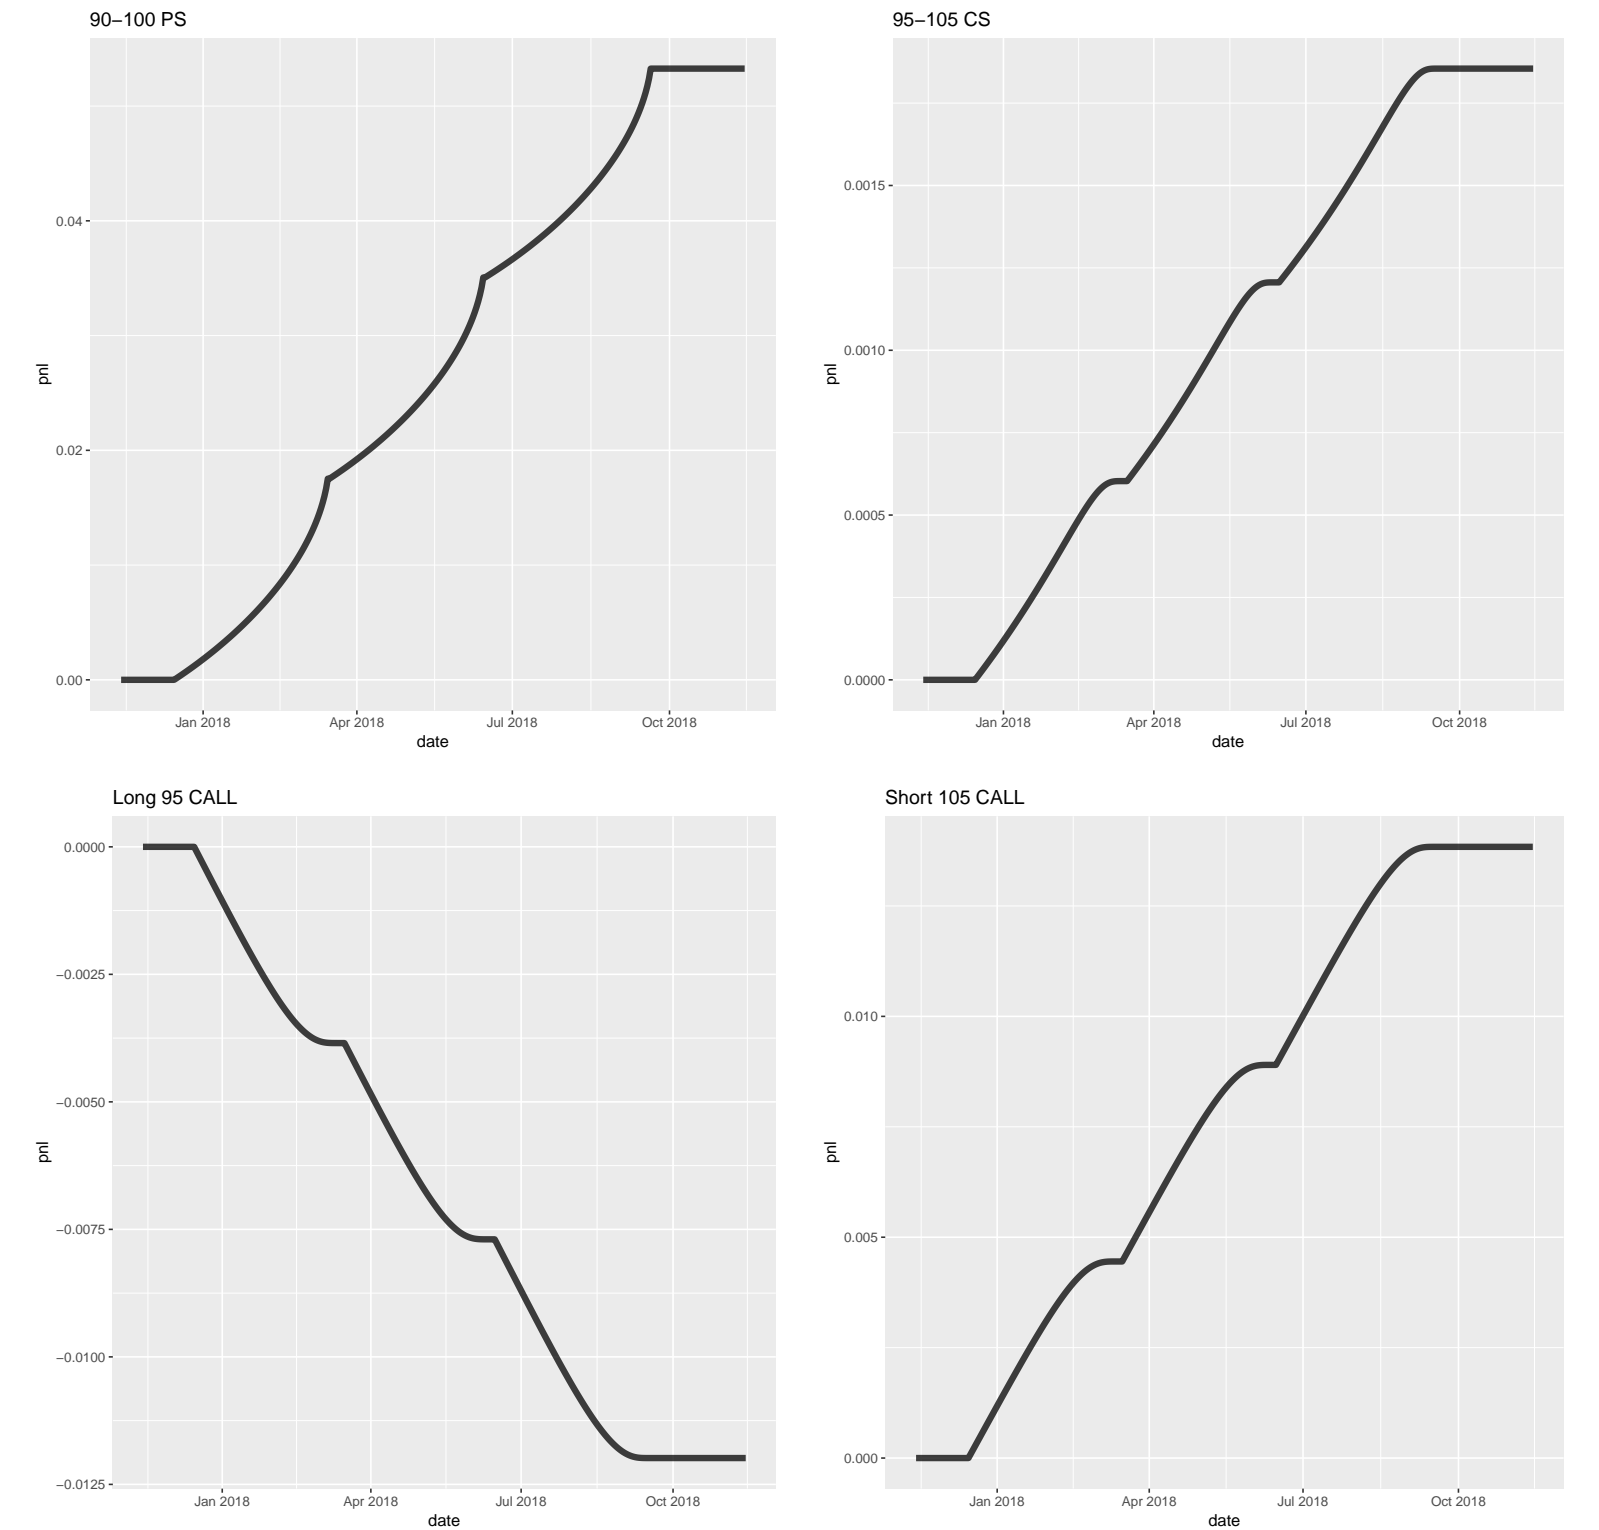 90−100 PS
pnl
0.04
0.02
0.00
Jan 2018 Apr 2018 Jul 2018 Oct 2018
date
95−105 CS
pnl
0.0015
0.0010
0.0005
0.0000
Jan 2018 Apr 2018 Jul 2018 Oct 2018
date
Long 95 CALL
pnl
0.0000
−0.0025
−0.0050
−0.0075
−0.0100
−0.0125
Jan 2018 Apr 2018 Jul 2018 Oct 2018
date
Short 105 CALL
pnl
0.010
0.005
0.000
Jan 2018 Apr 2018 Jul 2018 Oct 2018
date